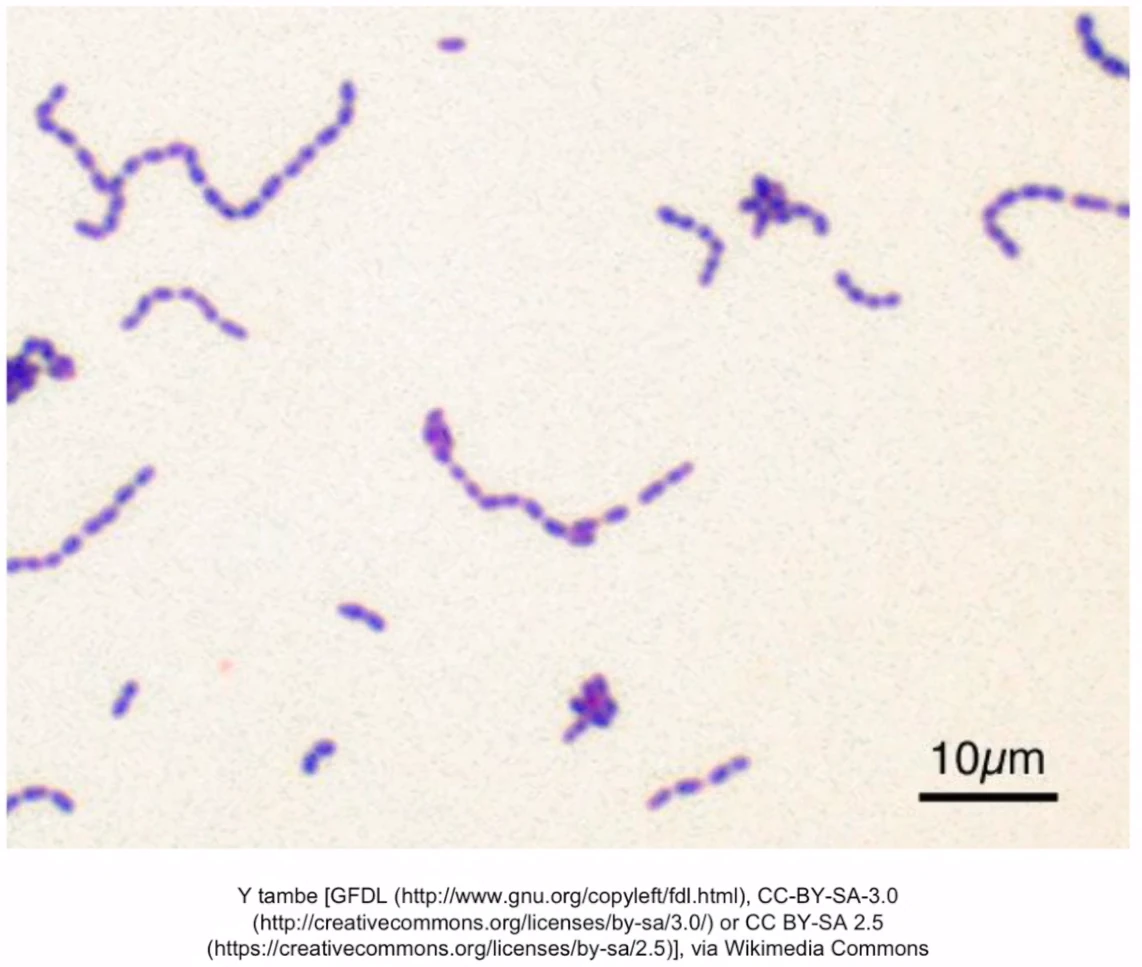 10µm
Y tambe [GFDL (http://www.gnu.org/copyleft/fdl.html), CC-BY-SA-3.0
(http://creativecommons.org/licenses/by-sa/3.0/) or CC BY-SA 2.5
(https://creativecommons.org/licenses/by-sa/2.5)], via Wikimedia Commons